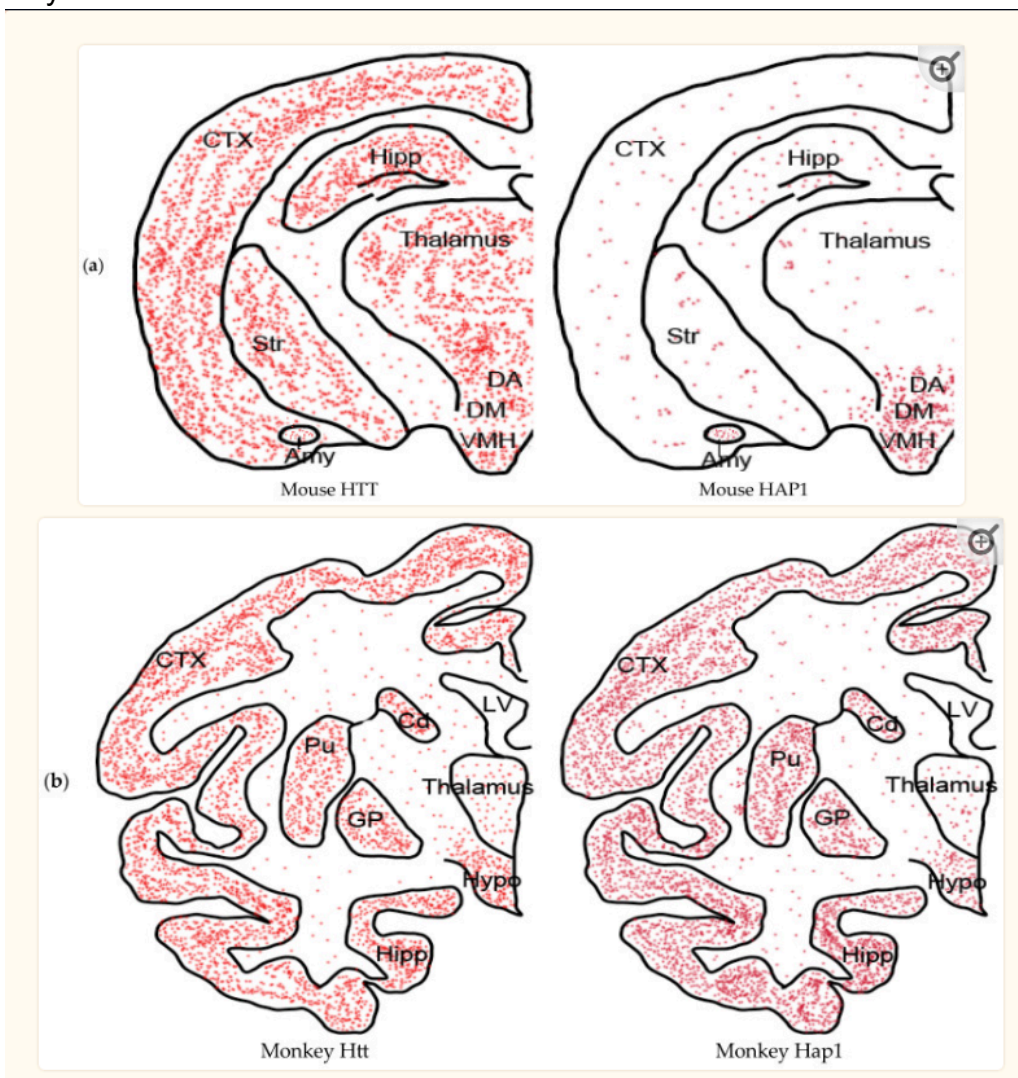 CTX
Hipp
Thalamus
(a)
Str
DA
DM
VMH
Amy
Mouse HTT
CTX
Hipp
Thalamus
Str
DA
DM
VMH
Amy
Mouse HAP1
CTX
LV
Cd
Pu
(b)
Thalamus
GP
Hypo
Hipp
Monkey Htt
CTX
LV
Cd
Pu
Thalamus
GP
Hypo
Hipp
Monkey Hap1